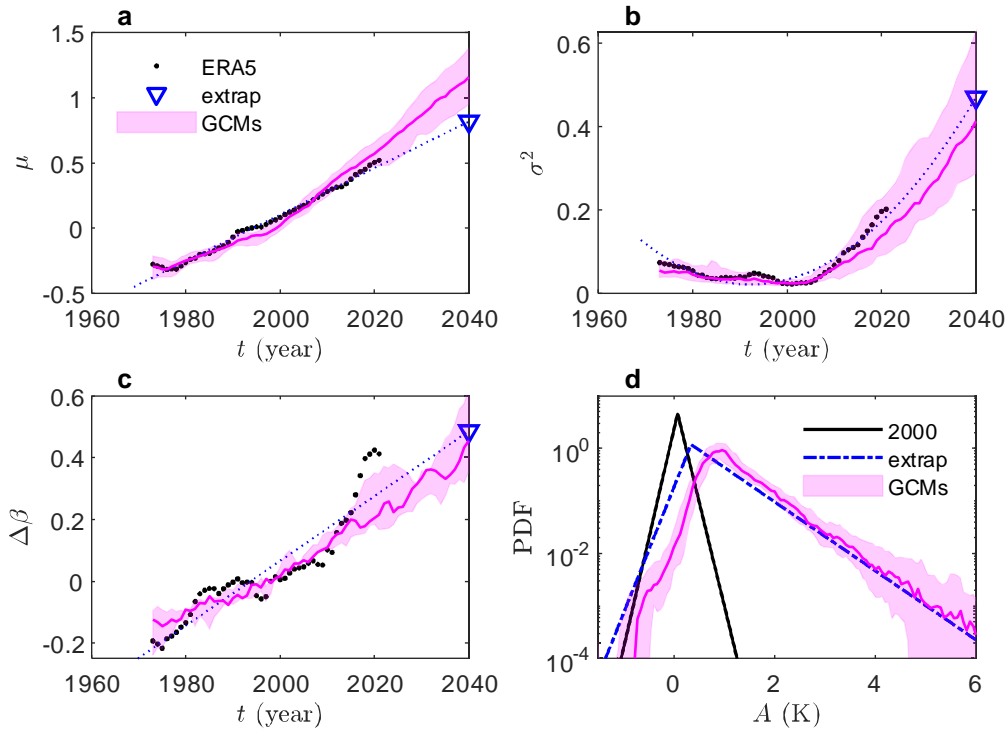 a
1.5
1
0.5
0
-0.5
μ
ERA5
extrap
GCMs
1960 1980 2000 2020 2040
t (year)
b
0.6
0.4
0.2
0
σ²
1960 1980 2000 2020 2040
t (year)
c
0.6
0.4
0.2
0
-0.2
Δβ
1960 1980 2000 2020 2040
t (year)
d
10⁰
10⁻²
10⁻⁴
PDF
2000
extrap
GCMs
0 2 4 6
A (K)